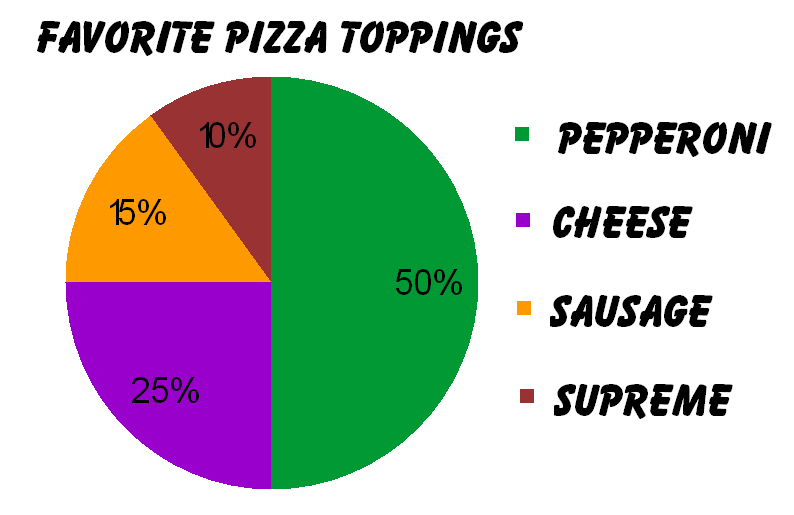 FAVORITE PIZZA TOPPINGS
10%
15%
50%
25%
PEPPERONI
CHEESE
SAUSAGE
SUPREME